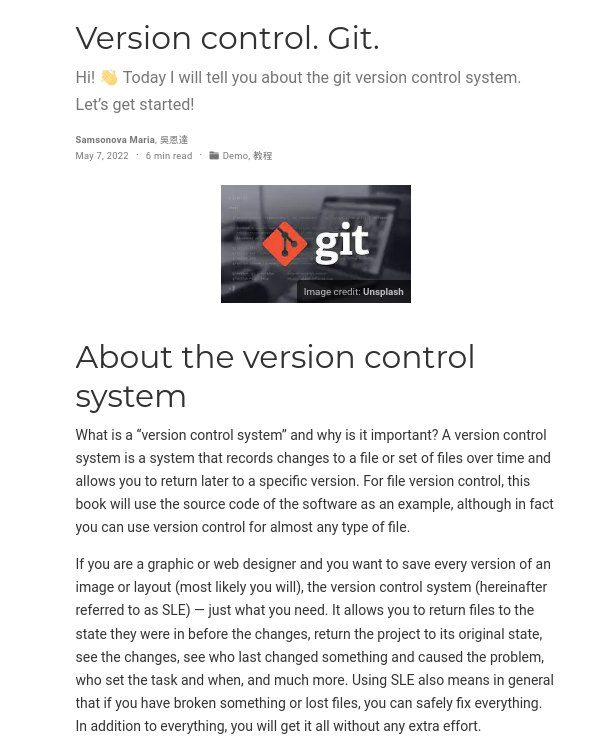 Version control. Git.
Hi! 👋 Today I will tell you about the git version control system.
Let’s get started!
Samsonova Maria, 吳恩達
May 7, 2022 · 6 min read · Demo, 教程
git
Image credit: Unsplash
About the version control
system
What is a “version control system” and why is it important? A version control
system is a system that records changes to a file or set of files over time and
allows you to return later to a specific version. For file version control, this
book will use the source code of the software as an example, although in fact
you can use version control for almost any type of file.
If you are a graphic or web designer and you want to save every version of an
image or layout (most likely you will), the version control system (hereinafter
referred to as SLE) — just what you need. It allows you to return files to the
state they were in before the changes, return the project to its original state,
see the changes, see who last changed something and caused the problem,
who set the task and when, and much more. Using SLE also means in general
that if you have broken something or lost files, you can safely fix everything.
In addition to everything, you will get it all without any extra effort.